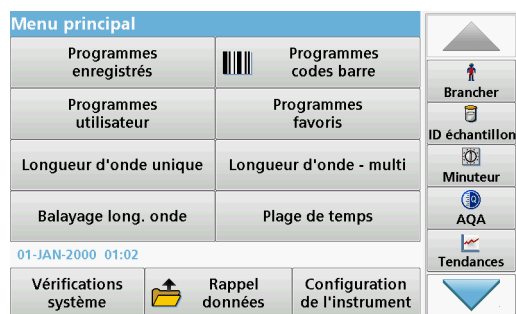 Menu principal
Programmes
enregistrés
Programmes
codes barre
Programmes
utilisateur
Programmes
favoris
Longueur d'onde unique
Longueur d'onde - multi
Balayage long. onde
Plage de temps
01-JAN-2000 01:02
Vérifications
système
Rappel
données
Configuration
de l'instrument
Brancher
ID échantillon
Minuteur
AQA
Tendances